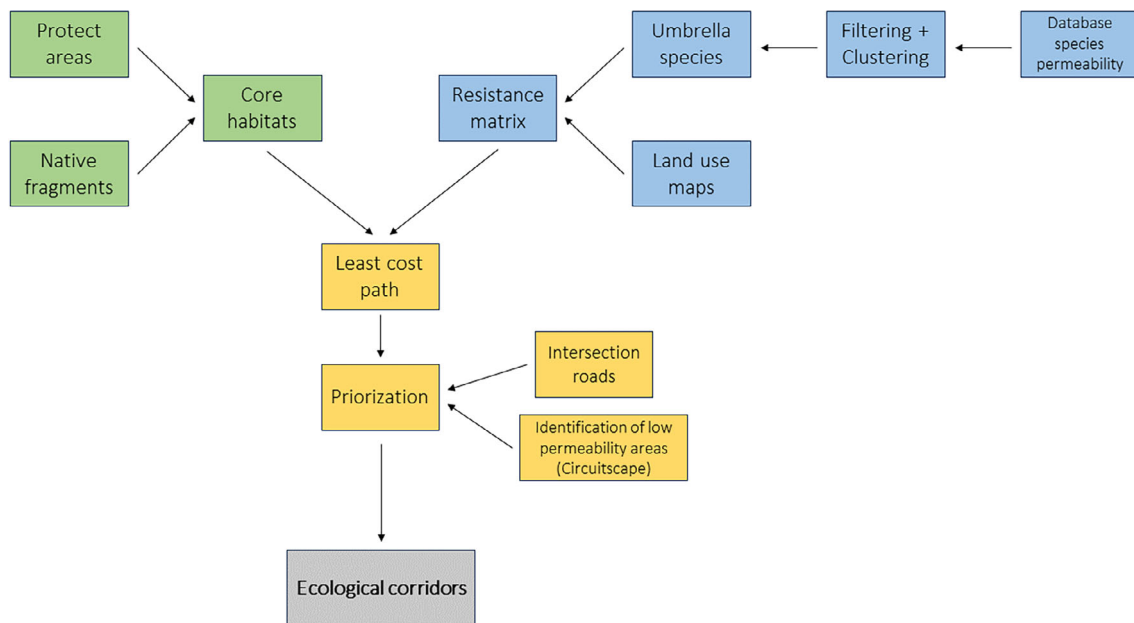 Protect
areas
Umbrella
species
Filtering +
Clustering
Database
species
permeability
Core
habitats
Resistance
matrix
Native
fragments
Land use
maps
Least cost
path
Intersection
roads
Priorization
Identification of low
permeability areas
(Circuitscape)
Ecological corridors